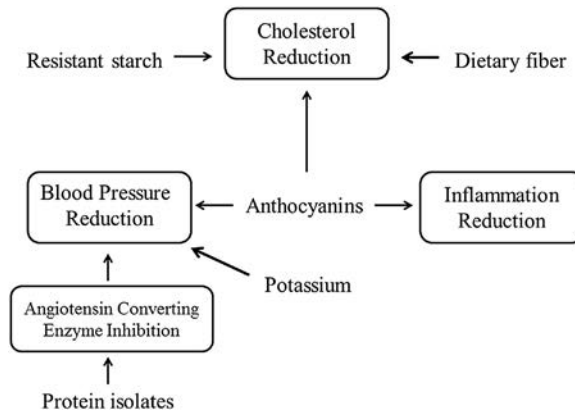 Cholesterol
Reduction
Resistant starch
Dietary fiber
Blood Pressure
Reduction
Anthocyanins
Inflammation
Reduction
Potassium
Angiotensin Converting
Enzyme Inhibition
Protein isolates